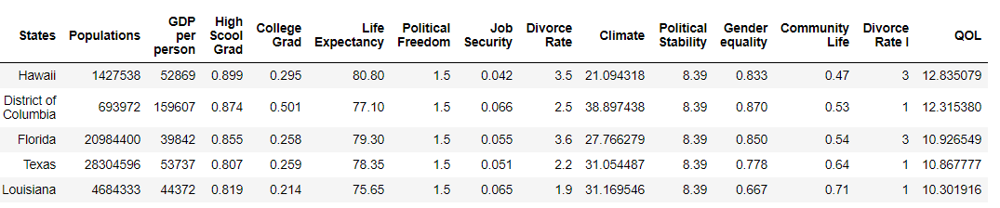 States Populations GDP per person High Scool Grad College Grad Life Expectancy Political Freedom Job Security Divorce Rate Climate Political Stability Gender equality Community Life Divorce Rate I QOL
Hawaii 1427538 52869 0.899 0.295 80.80 1.5 0.042 3.5 21.094318 8.39 0.833 0.47 3 12.835079
District of Columbia 693972 159607 0.874 0.501 77.10 1.5 0.066 2.5 38.897438 8.39 0.870 0.53 1 12.315380
Florida 20984400 39842 0.855 0.258 79.30 1.5 0.055 3.6 27.766279 8.39 0.850 0.54 3 10.926549
Texas 28304596 53737 0.807 0.259 78.35 1.5 0.051 2.2 31.054487 8.39 0.778 0.64 1 10.867777
Louisiana 4684333 44372 0.819 0.214 75.65 1.5 0.065 1.9 31.169546 8.39 0.667 0.71 1 10.301916